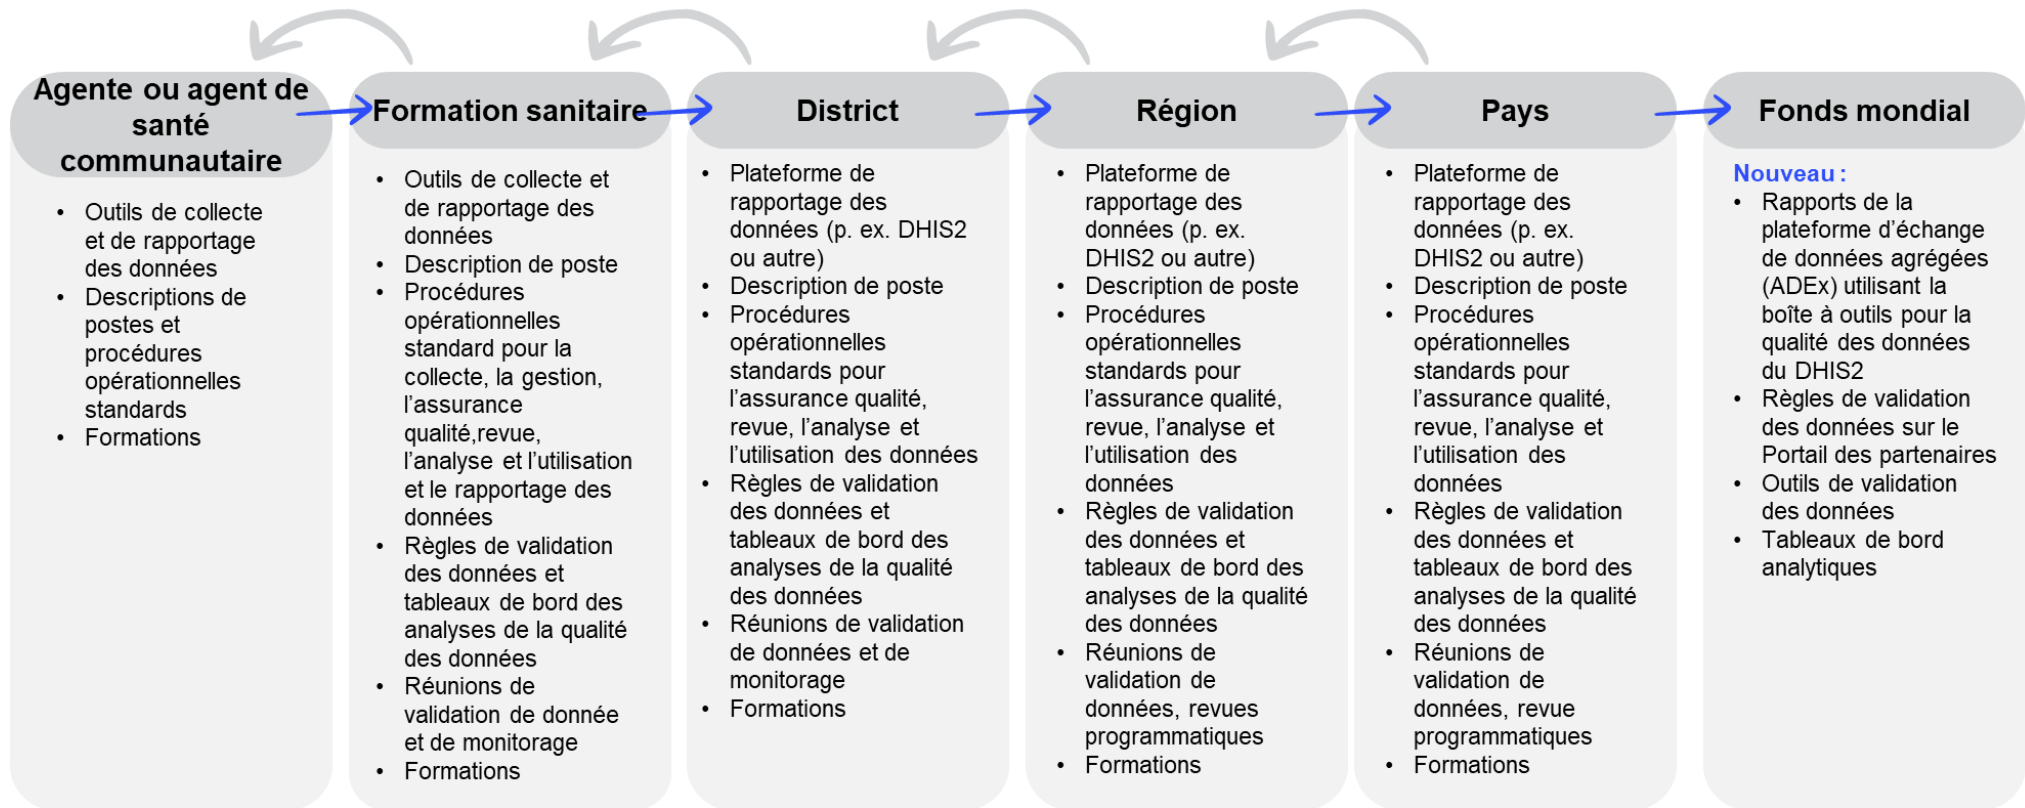 Agente ou agent de
santé
communautaire
• Outils de collecte
et de rapportage
des données
• Descriptions de
postes et
procédures
opérationnelles
standards
• Formations
Formation sanitaire
• Outils de collecte et
de rapportage des
données
• Description de poste
• Procédures
opérationnelles
standard pour la
collecte, la gestion,
l’assurance
qualité,revue,
l’analyse et l’utilisation
et le rapportage des
données
• Règles de validation
des données et
tableaux de bord des
analyses de la qualité
des données
• Réunions de
validation de donnée
et de monitorage
• Formations
District
• Plateforme de
rapportage des
données (p. ex. DHIS2
ou autre)
• Description de poste
• Procédures
opérationnelles
standards pour
l’assurance qualité,
revue, l’analyse et
l’utilisation des données
• Règles de validation
des données et
tableaux de bord des
analyses de la qualité
des données
• Réunions de validation
de données et de
monitorage
• Formations
Région
• Plateforme de
rapportage des
données (p. ex.
DHIS2 ou autre)
• Description de poste
• Procédures
opérationnelles
standards pour
l’assurance qualité,
revue, l’analyse et
l’utilisation des
données
• Règles de validation
des données et
tableaux de bord des
analyses de la qualité
des données
• Réunions de
validation de
données, revues
programmatiques
• Formations
Pays
• Plateforme de
rapportage des
données (p. ex.
DHIS2 ou autre)
• Description de poste
• Procédures
opérationnelles
standards pour
l’assurance qualité,
revue, l’analyse et
l’utilisation des
données
• Règles de validation
des données et
tableaux de bord des
analyses de la qualité
des données
• Réunions de
validation de
données, revue
programmatiques
• Formations
Fonds mondial
Nouveau :
• Rapports de la
plateforme d’échange
de données agrégées
(ADEx) utilisant la
boîte à outils pour la
qualité des données
du DHIS2
• Règles de validation
des données sur le
Portail des partenaires
• Outils de validation
des données
• Tableaux de bord
analytiques